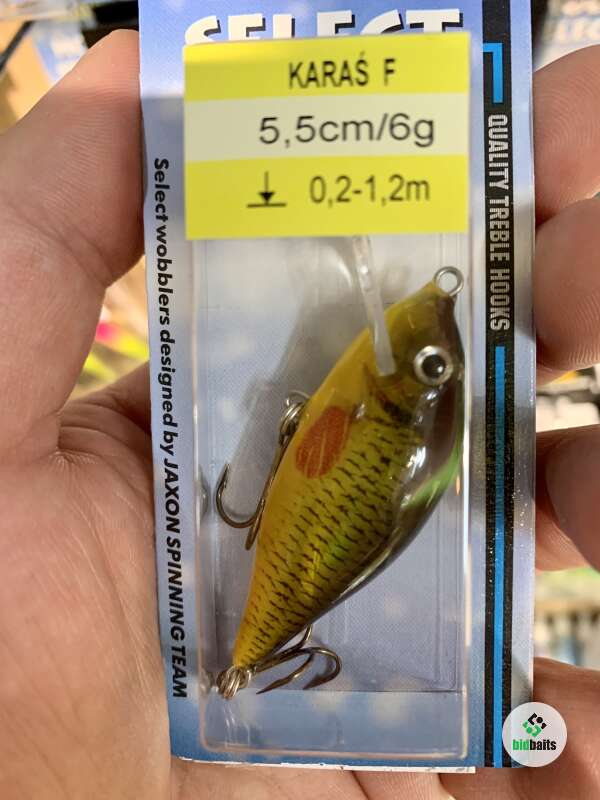 SELECT
KARAŚ F
5,5cm/6g
0,2-1,2m
QUALITY TREBLE HOOKS
Select wobblers designed by JAXON SPINNING TEAM
bidbaits